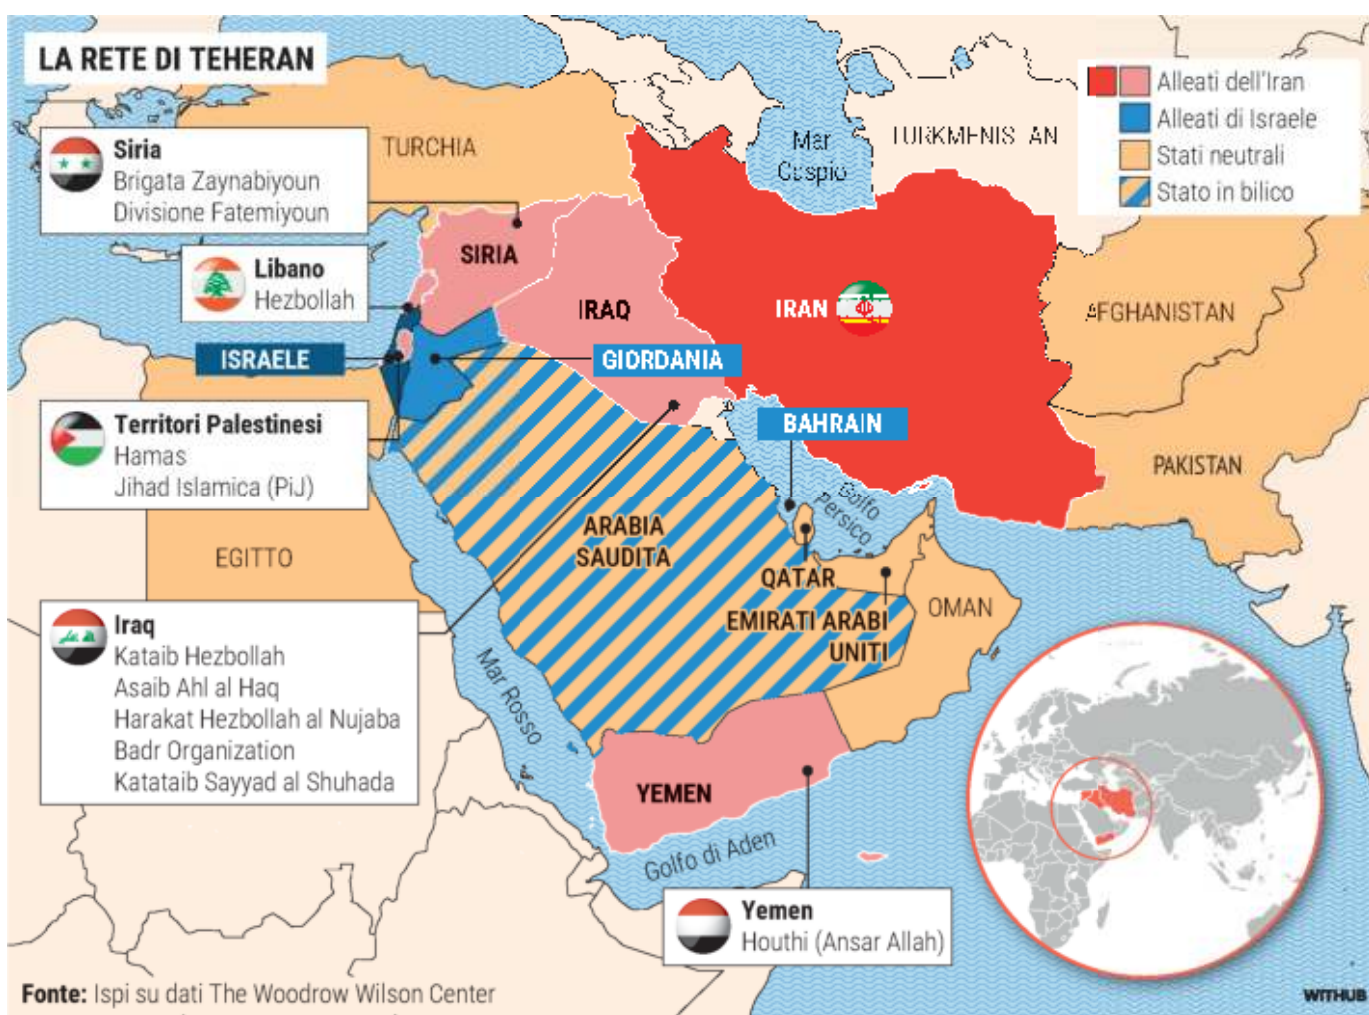 LA RETE DI TEHERAN
Alleati dell'Iran
Alleati di Israele
Stati neutrali
Stato in bilico
Siria
Brigata Zaynabiyoun
Divisione Fatemiyoun
Libano
Hezbollah
ISRAELE
Territori Palestinesi
Hamas
Jihad Islamica (PiJ)
Iraq
Kataib Hezbollah
Asaib Ahl al Haq
Harakat Hezbollah al Nujaba
Badr Organization
Katataib Sayyad al Shuhada
TURCHIA
Mar
Caspio
TURKMENISTAN
SIRIA
IRAQ
IRAN
AFGHANISTAN
GIORDANIA
BAHRAIN
PAKISTAN
Golfo
Persico
ARABIA
SAUDITA
EGITTO
QATAR
EMIRATI ARABI
UNITI
OMAN
Mar Rosso
YEMEN
Golfo di Aden
Yemen
Houthi (Ansar Allah)
Fonte: Ispi su dati The Woodrow Wilson Center
WITHUB